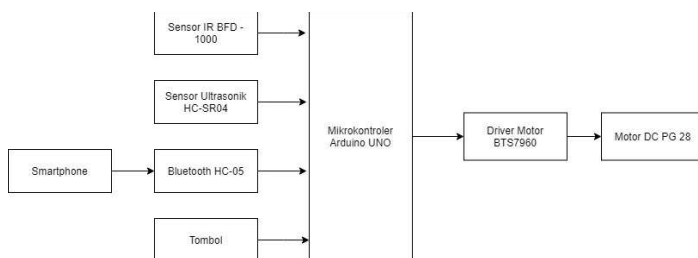 Sensor IR BFD -
1000
Sensor Ultrasonik
HC-SR04
Mikrokontroler
Arduino UNO
Driver Motor
BTS7960
Motor DC PG 28
Smartphone
Bluetooth HC-05
Tombol